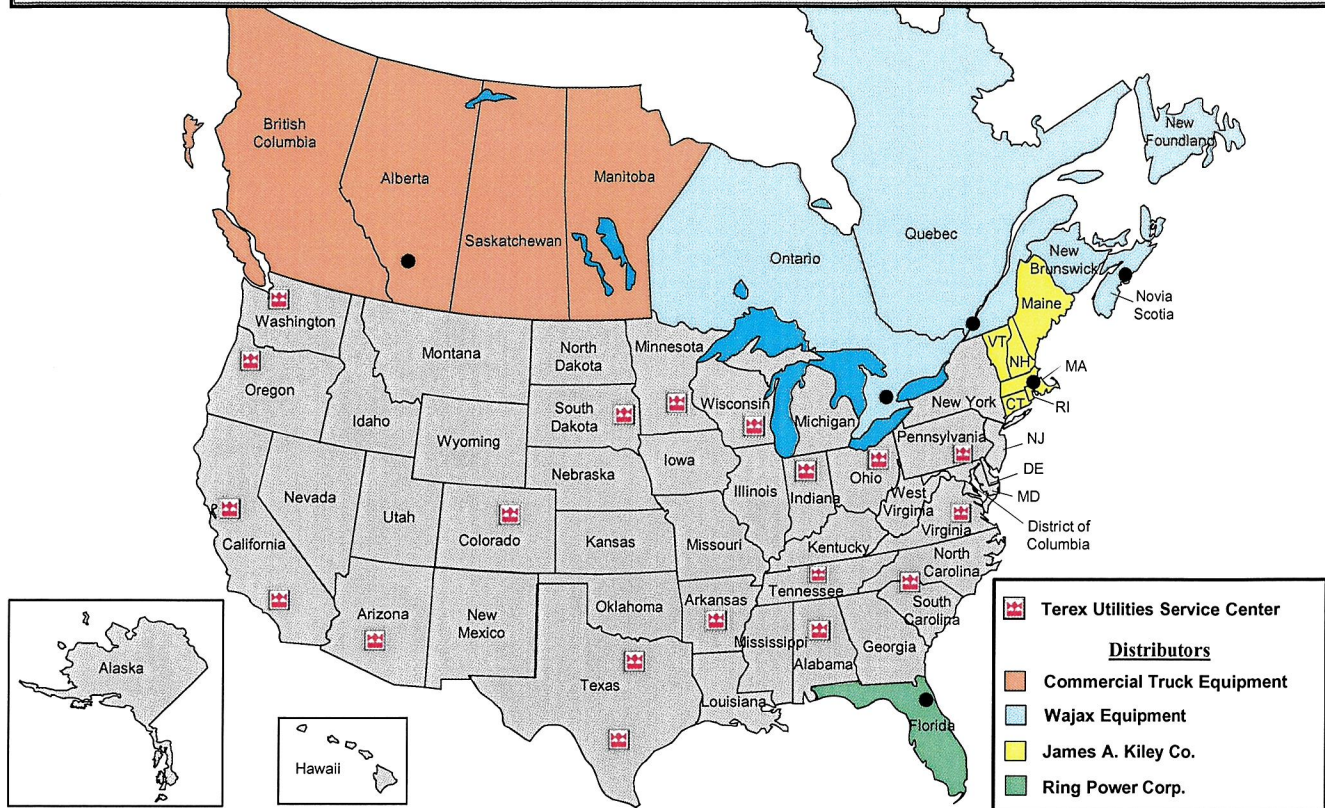 British
Columbia
Alberta
Saskatchewan
Manitoba
Ontario
Quebec
New
Foundland
New
Brunswick
Novia
Scotia
Maine
VT
NH
MA
CT
RI
Washington
Oregon
Idaho
Montana
Wyoming
North
Dakota
South
Dakota
Nebraska
Minnesota
Iowa
Wisconsin
Michigan
Illinois
Indiana
Ohio
New York
Pennsylvania
NJ
DE
MD
District of
Columbia
West
Virginia
Virginia
California
Nevada
Utah
Colorado
Kansas
Missouri
Kentucky
Tennessee
North
Carolina
South
Carolina
Arizona
New
Mexico
Oklahoma
Arkansas
Texas
Louisiana
Mississippi
Alabama
Georgia
Florida
Alaska
Hawaii
Terex Utilities Service Center
Distributors
Commercial Truck Equipment
Wajax Equipment
James A. Kiley Co.
Ring Power Corp.